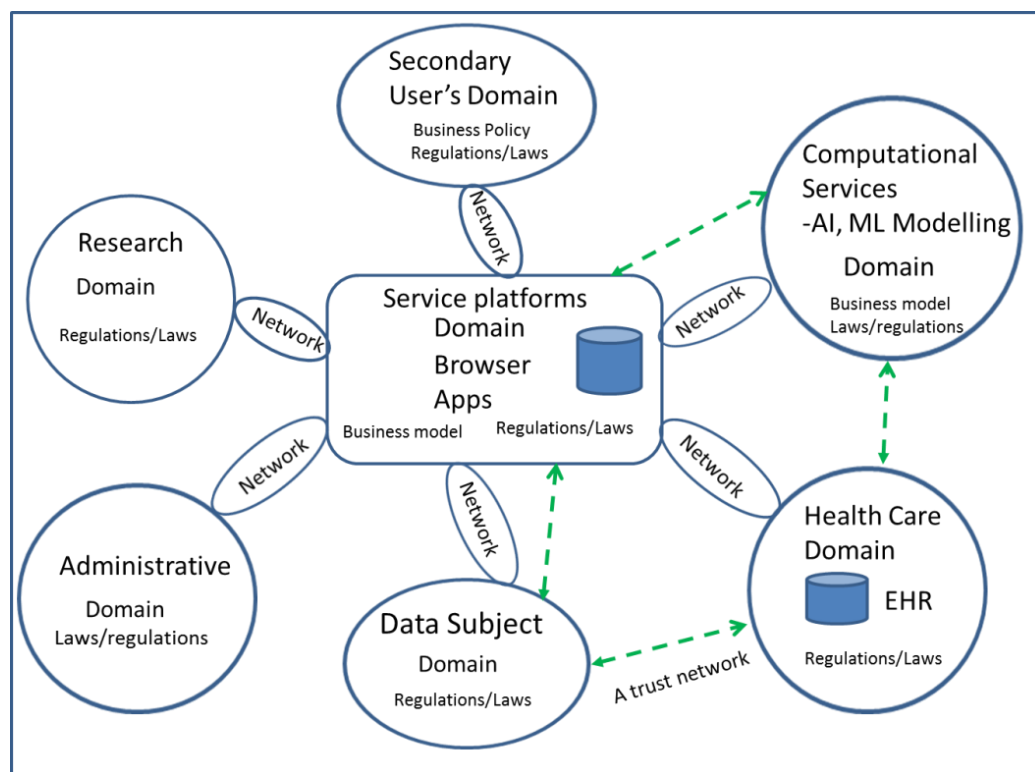 Secondary
User's Domain
Business Policy
Regulations/Laws
Network
Computational
Services
-AI, ML Modelling
Domain
Business model
Laws/regulations
Research
Domain
Regulations/Laws
Network
Service platforms
Domain
Browser
Apps
Business model
Regulations/Laws
Network
Network
Network
Network
Administrative
Domain
Laws/regulations
Data Subject
Domain
Regulations/Laws
A trust network
Health Care
Domain
EHR
Regulations/Laws